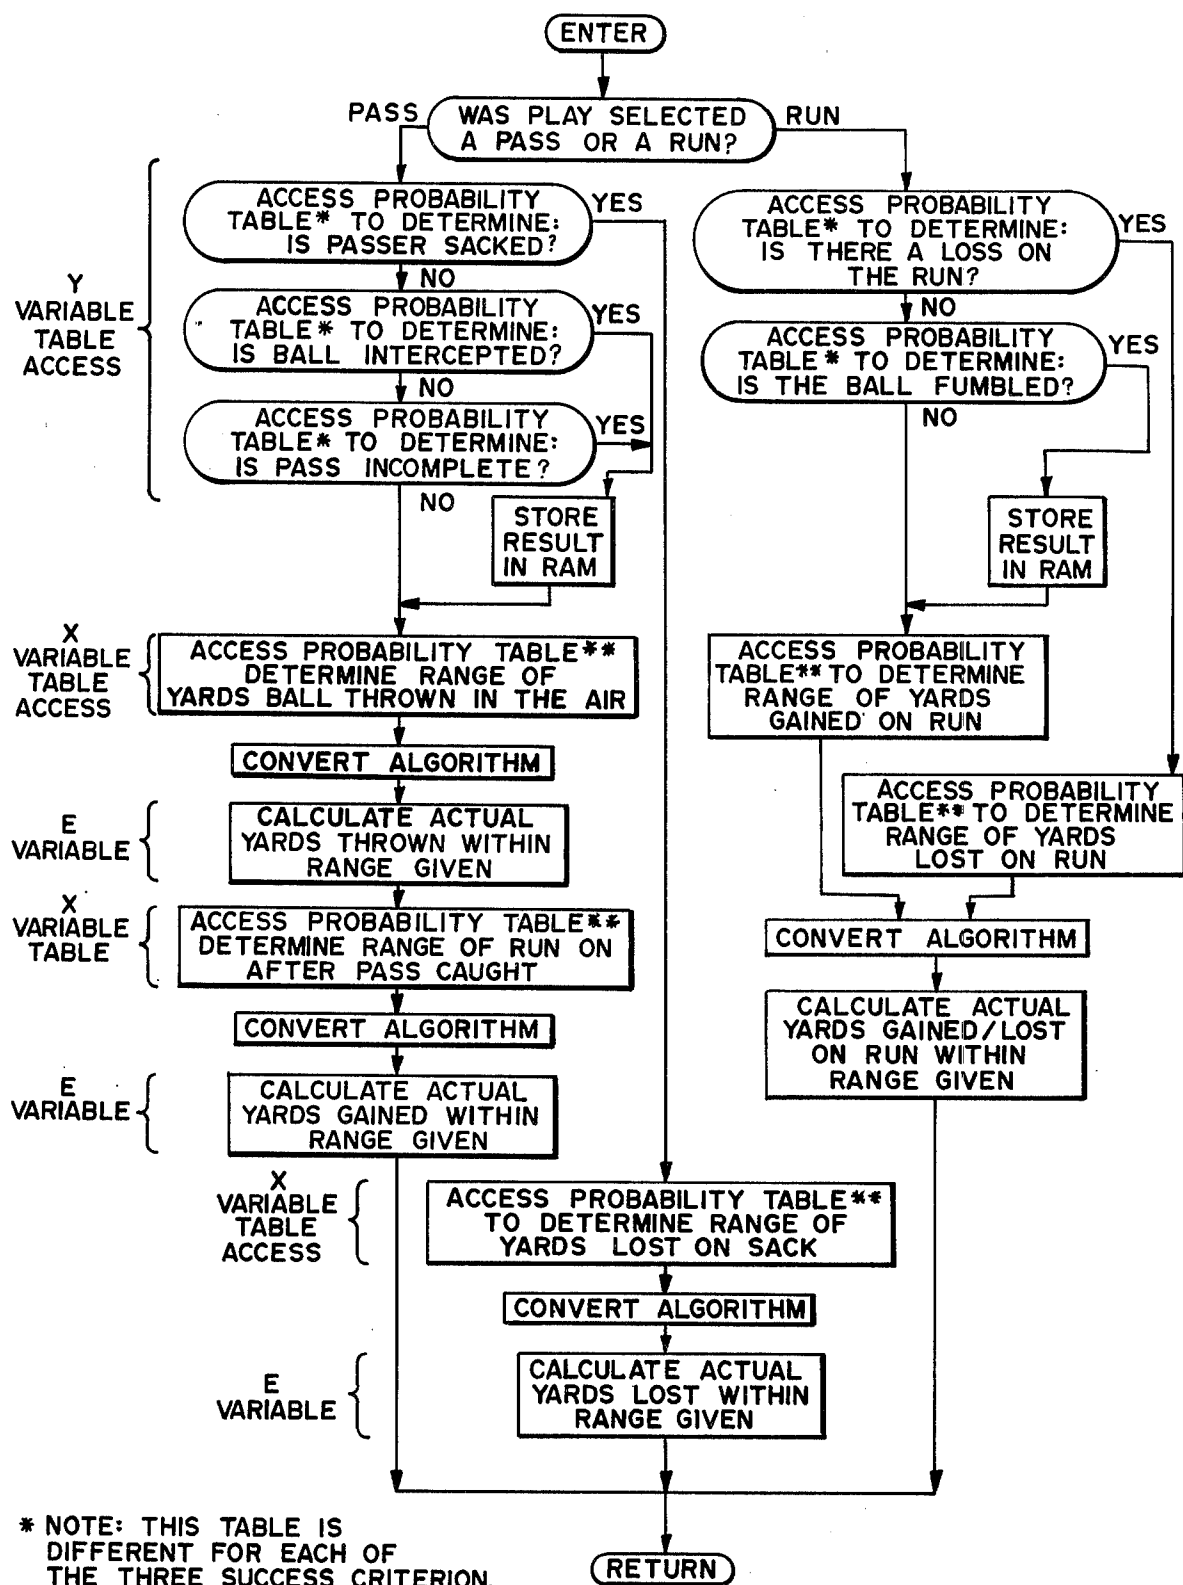 ENTER
WAS PLAY SELECTED
A PASS OR A RUN?
PASS
RUN
Y
VARIABLE
TABLE
ACCESS
ACCESS PROBABILITY
TABLE* TO DETERMINE:
IS PASSER SACKED?
YES
NO
ACCESS PROBABILITY
TABLE* TO DETERMINE:
IS BALL INTERCEPTED?
YES
NO
ACCESS PROBABILITY
TABLE* TO DETERMINE:
IS PASS INCOMPLETE?
YES
NO
STORE
RESULT
IN RAM
ACCESS PROBABILITY
TABLE* TO DETERMINE:
IS THERE A LOSS ON
THE RUN?
YES
NO
ACCESS PROBABILITY
TABLE* TO DETERMINE:
IS THE BALL FUMBLED?
YES
NO
STORE
RESULT
IN RAM
X
VARIABLE
TABLE
ACCESS
ACCESS PROBABILITY TABLE**
DETERMINE RANGE OF
YARDS BALL THROWN IN THE AIR
CONVERT ALGORITHM
E
VARIABLE
CALCULATE ACTUAL
YARDS THROWN WITHIN
RANGE GIVEN
X
VARIABLE
TABLE
ACCESS PROBABILITY TABLE**
DETERMINE RANGE OF RUN ON
AFTER PASS CAUGHT
CONVERT ALGORITHM
E
VARIABLE
CALCULATE ACTUAL
YARDS GAINED WITHIN
RANGE GIVEN
ACCESS PROBABILITY
TABLE** TO DETERMINE
RANGE OF YARDS
GAINED ON RUN
ACCESS PROBABILITY
TABLE** TO DETERMINE
RANGE OF YARDS
LOST ON RUN
CONVERT ALGORITHM
CALCULATE ACTUAL
YARDS GAINED/LOST
ON RUN WITHIN
RANGE GIVEN
X
VARIABLE
TABLE
ACCESS
ACCESS PROBABILITY TABLE**
TO DETERMINE RANGE OF
YARDS LOST ON SACK
CONVERT ALGORITHM
E
VARIABLE
CALCULATE ACTUAL
YARDS LOST WITHIN
RANGE GIVEN
* NOTE: THIS TABLE IS
DIFFERENT FOR EACH OF
THE THREE SUCCESS CRITERION.
RETURN